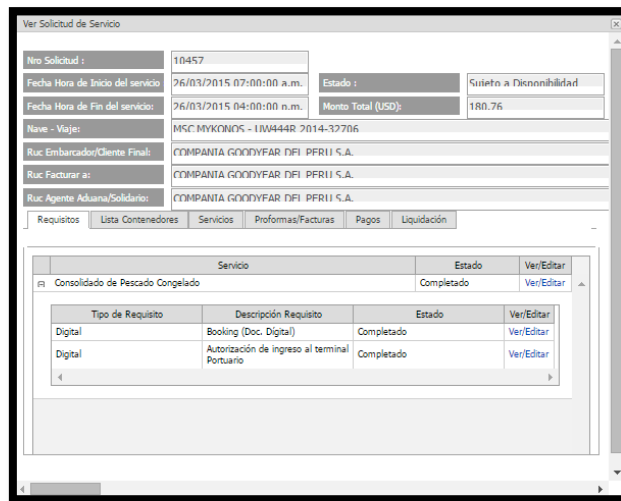 Ver Solicitud de Servicio
Nro Solicitud : 10457
Fecha Hora de Inicio del servicio 26/03/2015 07:00:00 a.m. Estado : Sujeto a Disponibilidad
Fecha Hora de Fin del servicio: 26/03/2015 04:00:00 p.m. Monto Total (USD): 180.76
Nave - Viaje: MSC MYKONOS - UW444R 2014-32706
Ruc Embarcador/Cliente Final: COMPANIA GOODYEAR DEL PERU S.A.
Ruc Facturar a: COMPANIA GOODYEAR DEL PERU S.A.
Ruc Agente Aduana/Solidario: COMPANIA GOODYEAR DEL PERU S.A.
Requisitos Lista Contenedores Servicios Proformas/Facturas Pagos Liquidación
Servicio Estado Ver/Editar
Consolidado de Pescado Congelado Completado Ver/Editar
Tipo de Requisito Descripción Requisito Estado Ver/Editar
Digital Booking (Doc. Digital) Completado Ver/Editar
Digital Autorización de ingreso al terminal Completado Ver/Editar
Portuario